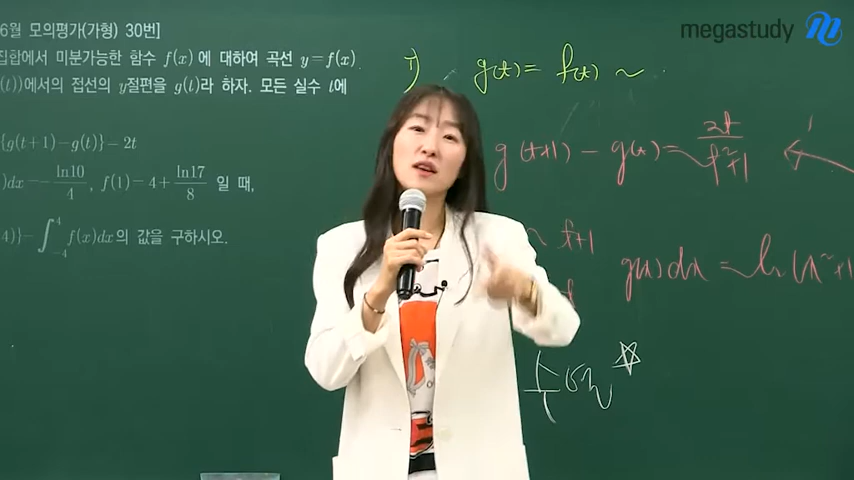 megastudy
6월 모의평가(가형) 30번]
집합에서 미분가능한 함수 f(x)에 대하여 곡선 y=f(x)
(t))에서의 접선의 y절편을 g(t)라 하자. 모든 실수 t에
{g(t+1)-g(t)}=2t
)dx=-ln10/4, f(1)=4+ln17/8 일 때,
4)}-∫_{-4}^{4} f(x)dx의 값을 구하시오.
g(t)= f(t) ~
g(t+1) - g(t) = 2t/(t²+1)
t+1
g(x)dx = ln(x²+1